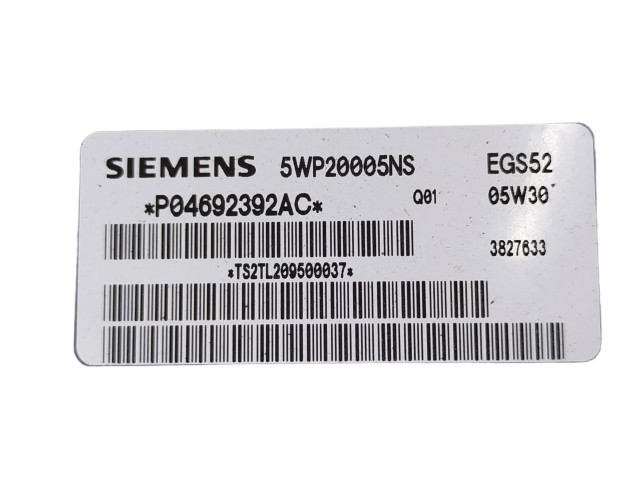 SIEMENS 5WP20005NS EGS52
*P04692392AC* Q01 05W30
3827633
*TS2TL209500037*